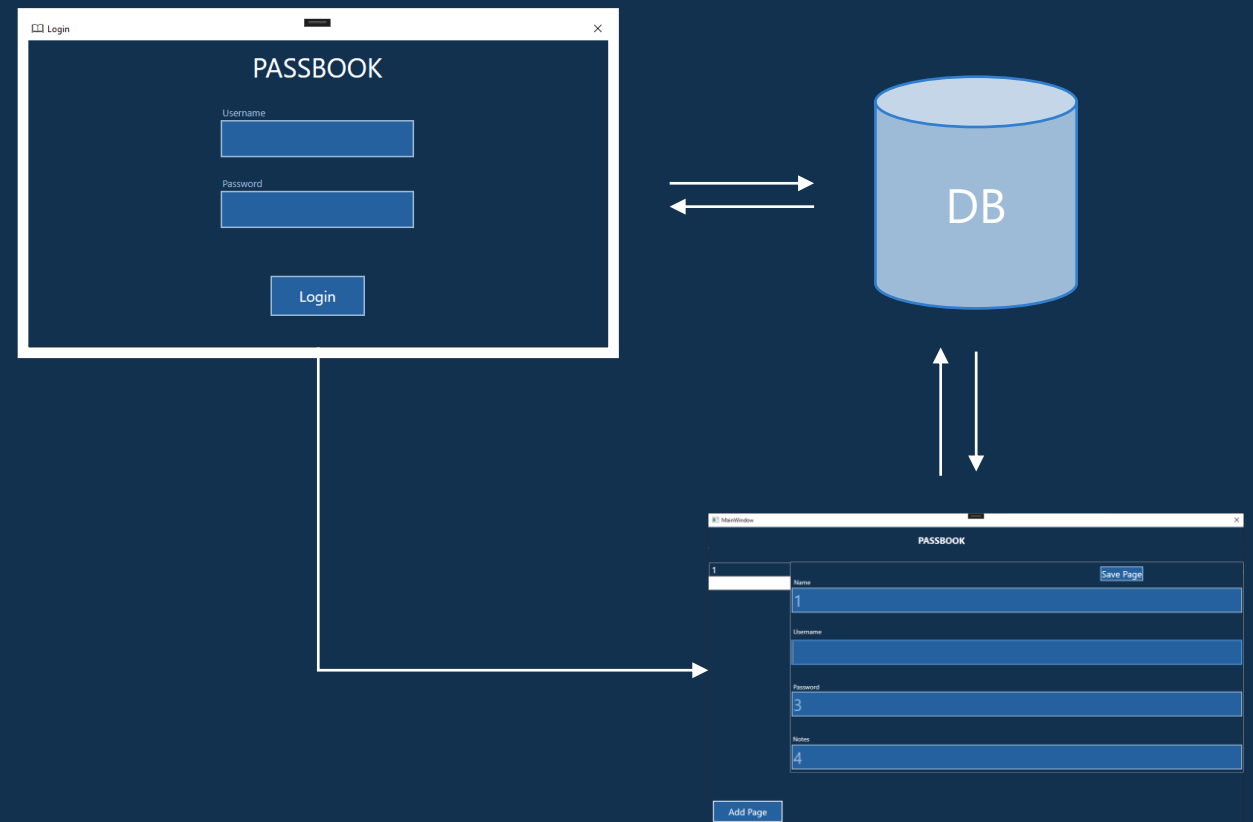 Login
PASSBOOK
Username
Password
Login
DB
MainWindow
PASSBOOK
1
Save Page
Name
1
Username
Password
3
Notes
4
Add Page